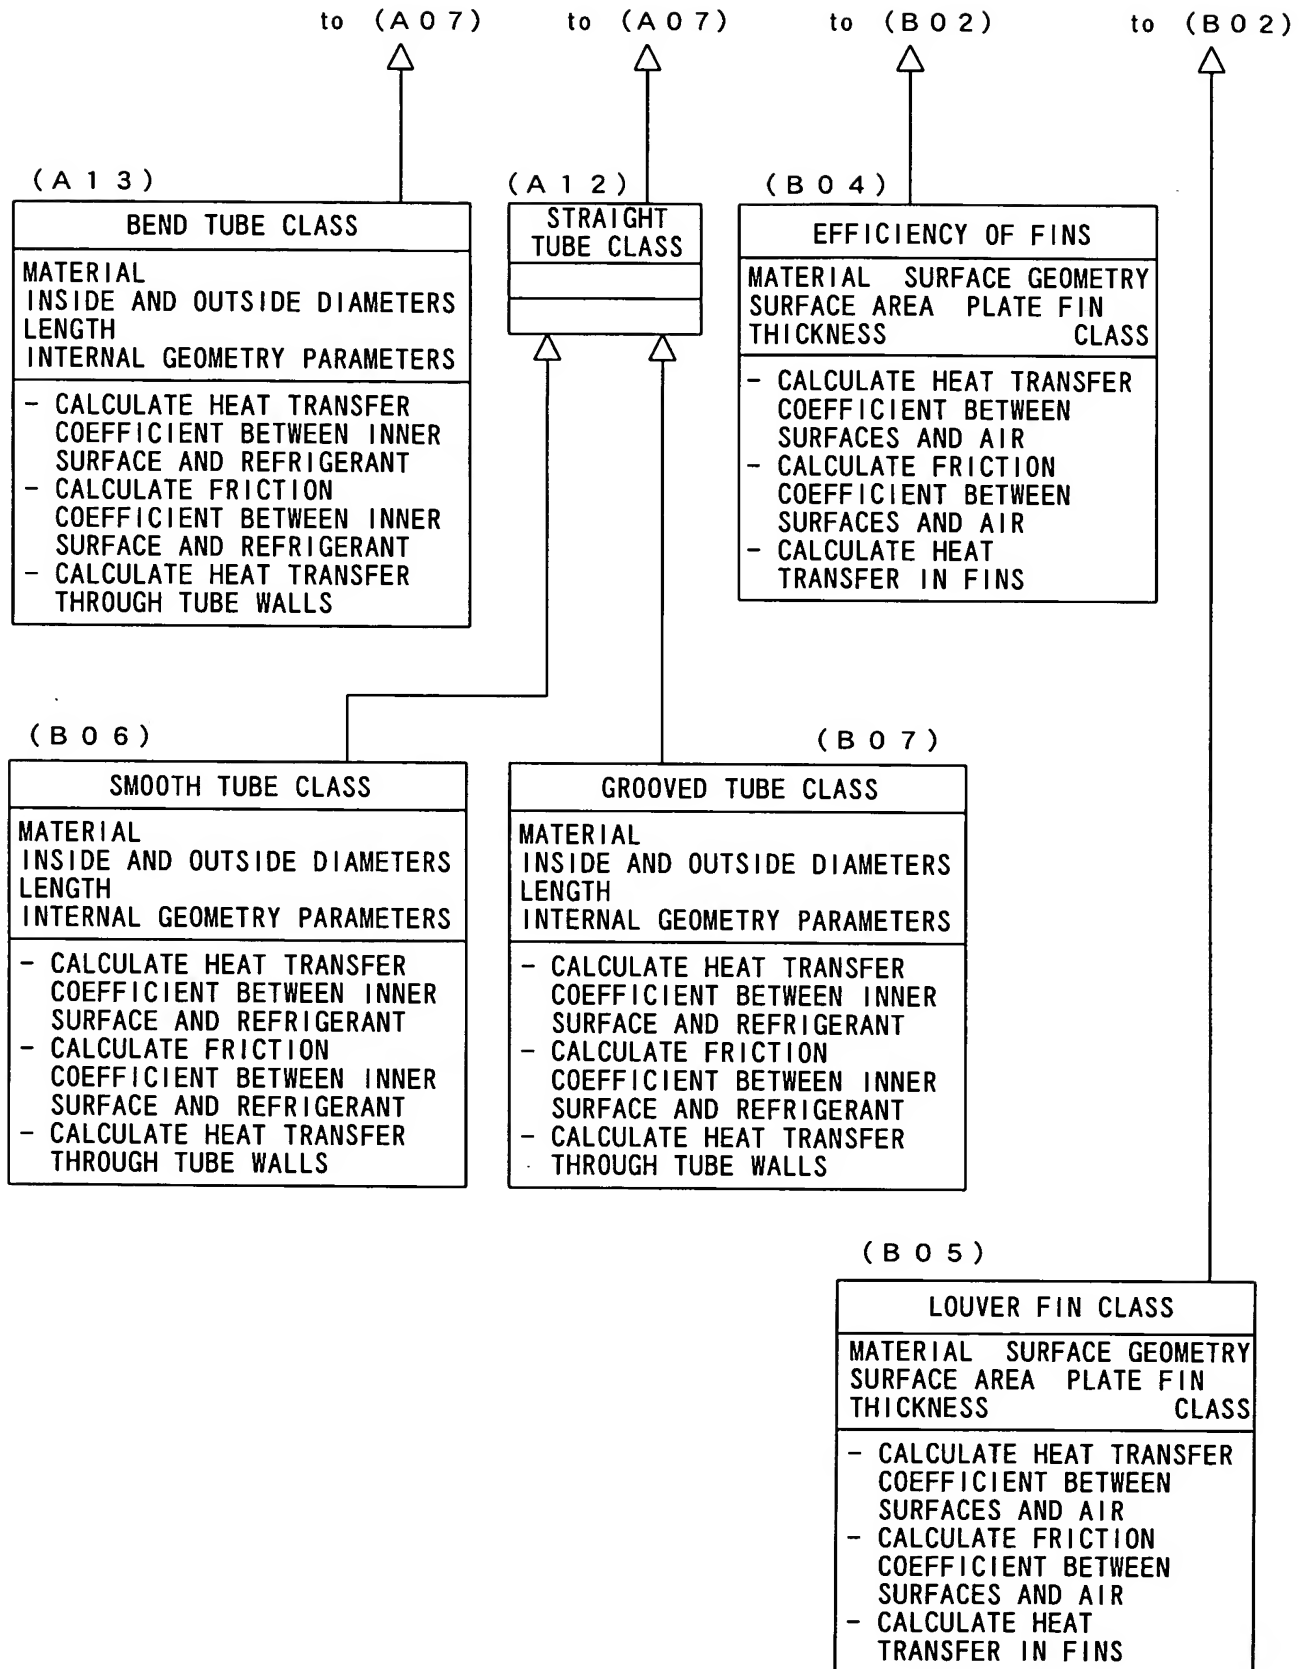 to (A07)
to (A07)
to (B02)
to (B02)
(A13)
BEND TUBE CLASS
MATERIAL
INSIDE AND OUTSIDE DIAMETERS
LENGTH
INTERNAL GEOMETRY PARAMETERS
- CALCULATE HEAT TRANSFER
COEFFICIENT BETWEEN INNER
SURFACE AND REFRIGERANT
- CALCULATE FRICTION
COEFFICIENT BETWEEN INNER
SURFACE AND REFRIGERANT
- CALCULATE HEAT TRANSFER
THROUGH TUBE WALLS
(A12)
STRAIGHT
TUBE CLASS
(B04)
EFFICIENCY OF FINS
MATERIAL SURFACE GEOMETRY
SURFACE AREA PLATE FIN
THICKNESS CLASS
- CALCULATE HEAT TRANSFER
COEFFICIENT BETWEEN
SURFACES AND AIR
- CALCULATE FRICTION
COEFFICIENT BETWEEN
SURFACES AND AIR
- CALCULATE HEAT
TRANSFER IN FINS
(B06)
SMOOTH TUBE CLASS
MATERIAL
INSIDE AND OUTSIDE DIAMETERS
LENGTH
INTERNAL GEOMETRY PARAMETERS
- CALCULATE HEAT TRANSFER
COEFFICIENT BETWEEN INNER
SURFACE AND REFRIGERANT
- CALCULATE FRICTION
COEFFICIENT BETWEEN INNER
SURFACE AND REFRIGERANT
- CALCULATE HEAT TRANSFER
THROUGH TUBE WALLS
(B07)
GROOVED TUBE CLASS
MATERIAL
INSIDE AND OUTSIDE DIAMETERS
LENGTH
INTERNAL GEOMETRY PARAMETERS
- CALCULATE HEAT TRANSFER
COEFFICIENT BETWEEN INNER
SURFACE AND REFRIGERANT
- CALCULATE FRICTION
COEFFICIENT BETWEEN INNER
SURFACE AND REFRIGERANT
- CALCULATE HEAT TRANSFER
THROUGH TUBE WALLS
(B05)
LOUVER FIN CLASS
MATERIAL SURFACE GEOMETRY
SURFACE AREA PLATE FIN
THICKNESS CLASS
- CALCULATE HEAT TRANSFER
COEFFICIENT BETWEEN
SURFACES AND AIR
- CALCULATE FRICTION
COEFFICIENT BETWEEN
SURFACES AND AIR
- CALCULATE HEAT
TRANSFER IN FINS